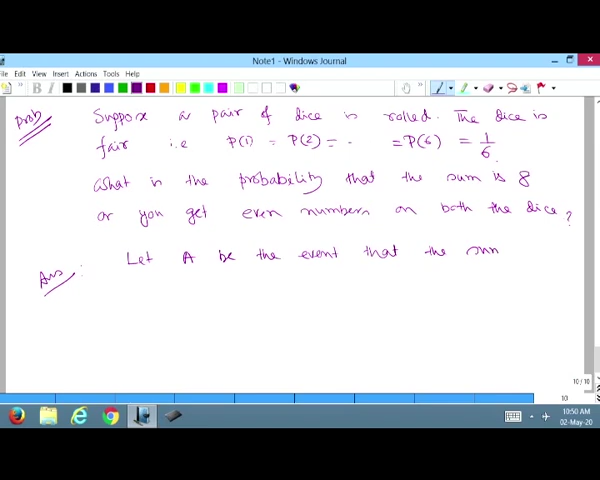 Note1 - Windows Journal
File Edit View Insert Actions Tools Help
Prob Suppose a pair of dice is rolled. The dice is
fair i.e P(1) = P(2) = . . = P(6) = 1/6.
What is the probability that the sum is 8
or you get even numbers on both the dice?
Ans: Let A be the event that the sum
10 / 10
10
10:50 AM
02-May-20